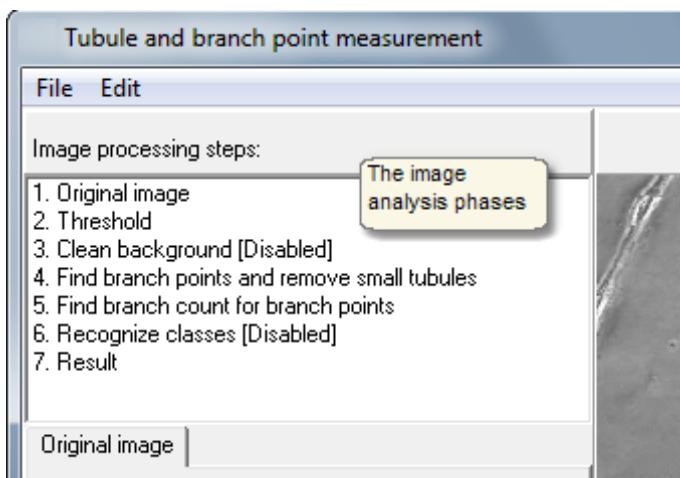 Tubule and branch point measurement
File Edit
Image processing steps:
The image
analysis phases
1. Original image
2. Threshold
3. Clean background [Disabled]
4. Find branch points and remove small tubules
5. Find branch count for branch points
6. Recognize classes [Disabled]
7. Result
Original image